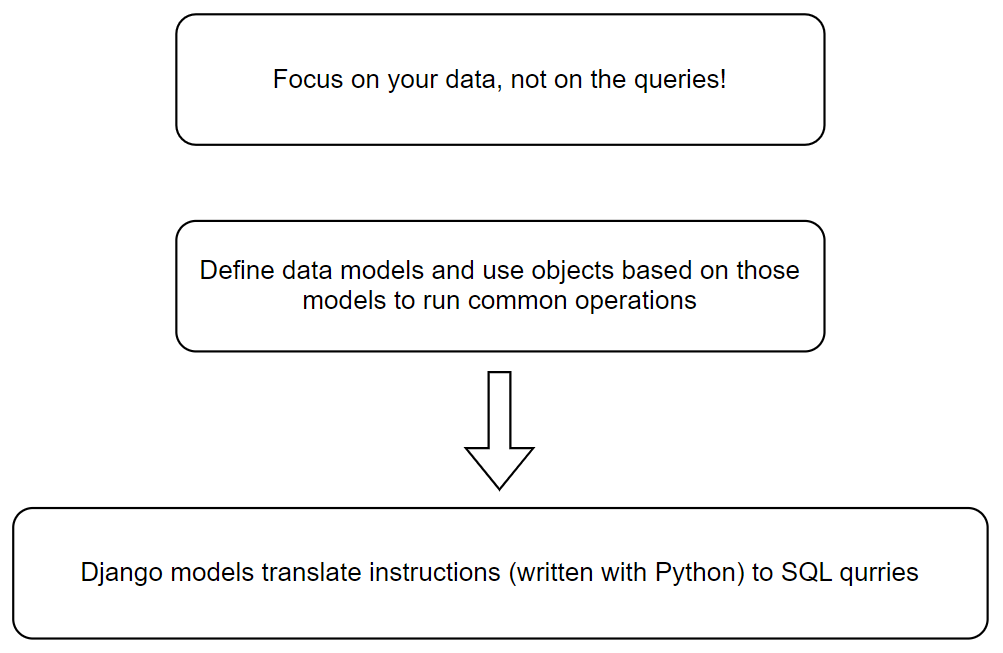 Focus on your data, not on the queries!
Define data models and use objects based on those
models to run common operations
Django models translate instructions (written with Python) to SQL qurries